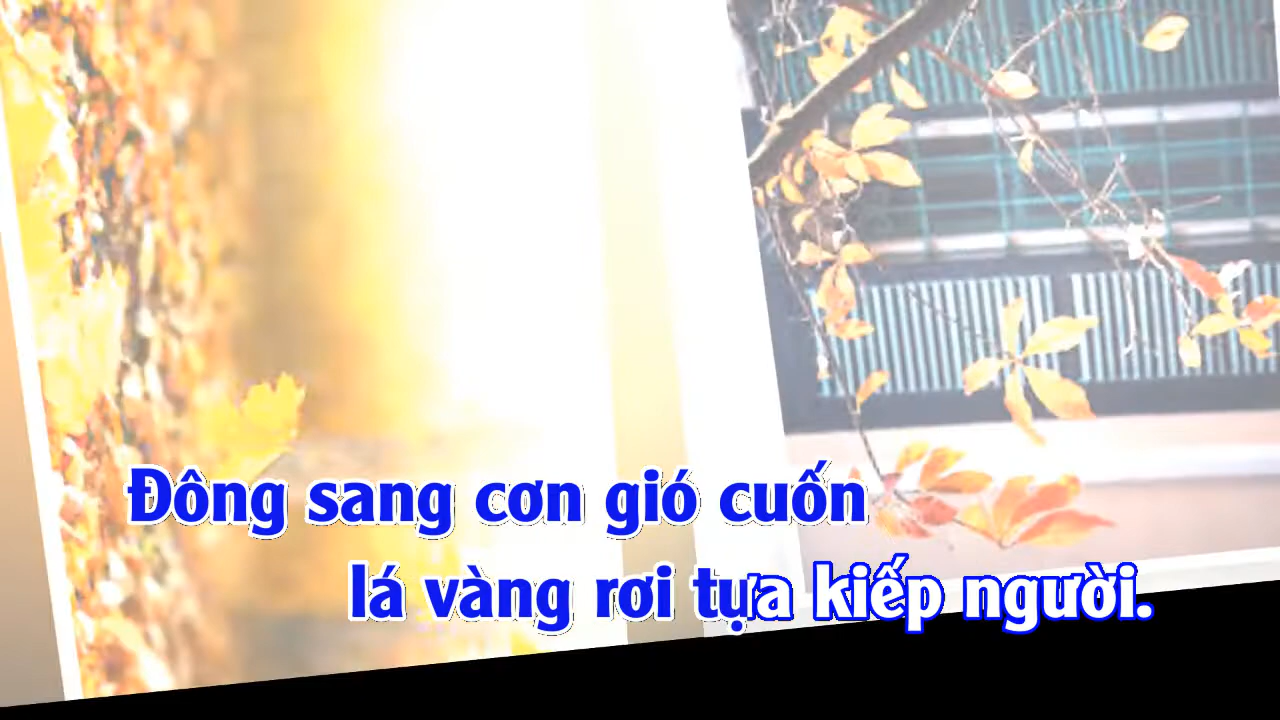 Đông sang cơn gió cuốn
lá vàng rơi tựa kiếp người.